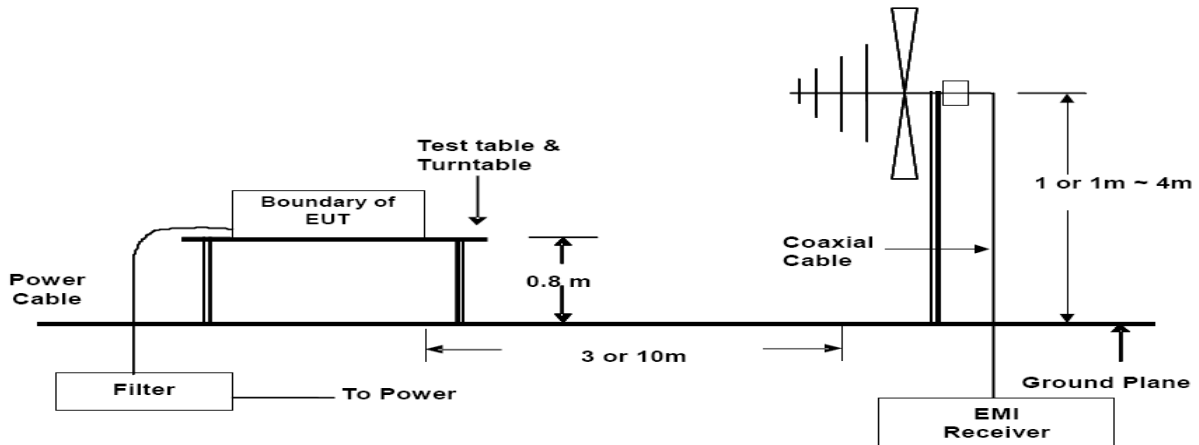 Test table &
Turntable
Boundary of
EUT
1 or 1m ~ 4m
Coaxial
Cable
Power
Cable
0.8 m
3 or 10m
Filter
To Power
Ground Plane
EMI
Receiver